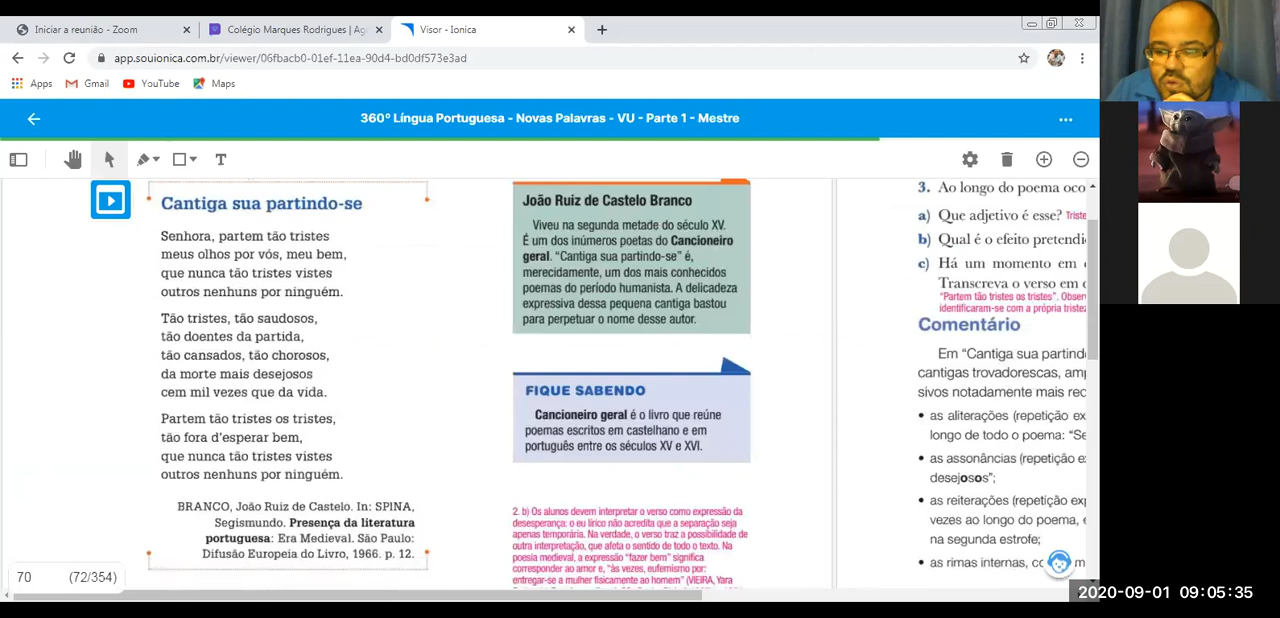 Iniciar a reunião - Zoom
Colégio Marques Rodrigues | Ag
Visor - Ionica
app.souionica.com.br/viewer/06fbacb0-01ef-11ea-90d4-bd0df573e3ad
Apps
Gmail
YouTube
Maps
360º Língua Portuguesa - Novas Palavras - VU - Parte 1 - Mestre
T
Cantiga sua partindo-se
Senhora, partem tão tristes
meus olhos por vós, meu bem,
que nunca tão tristes vistes
outros nenhuns por ninguém.
Tão tristes, tão saudosos,
tão doentes da partida,
tão cansados, tão chorosos,
da morte mais desejosos
cem mil vezes que da vida.
Partem tão tristes os tristes,
tão fora d'esperar bem,
que nunca tão tristes vistes
outros nenhuns por ninguém.
BRANCO, João Ruiz de Castelo. In: SPINA,
Segismundo. Presença da literatura
portuguesa: Era Medieval. São Paulo:
Difusão Europeia do Livro, 1966. p. 12.
70 (72/354)
João Ruiz de Castelo Branco
Viveu na segunda metade do século XV.
É um dos inúmeros poetas do Cancioneiro
geral. "Cantiga sua partindo-se" é,
merecidamente, um dos mais conhecidos
poemas do período humanista. A delicadeza
expressiva dessa pequena cantiga bastou
para perpetuar o nome desse autor.
FIQUE SABENDO
Cancioneiro geral é o livro que reúne
poemas escritos em castelhano e em
português entre os séculos XV e XVI.
2. b) Os alunos devem interpretar o verso como expressão da
desesperança: o eu lírico não acredita que a separação seja
apenas temporária. Na verdade, o verso traz a possibilidade de
outra interpretação, que afeta o sentido de todo o texto. Na
poesia medieval, a expressão "fazer bem" significa
corresponder ao amor e, "às vezes, eufemismo por:
entregar-se a mulher fisicamente ao homem" (VIEIRA, Yara
3. Ao longo do poema oco
a) Que adjetivo é esse? Triste
b) Qual é o efeito pretendi
c) Há um momento em
Transcreva o verso em
"Partem tão tristes os tristes". Obser
identificaram-se com a própria triste
Comentário
Em "Cantiga sua partind
cantigas trovadorescas, am
sivos notadamente mais re
• as aliterações (repetição ex
longo de todo o poema: "Se
• as assonâncias (repetição e
desejosos";
• as reiterações (repetição ex
vezes ao longo do poema,
na segunda estrofe;
• as rimas internas,
2020-09-01 09:05:35